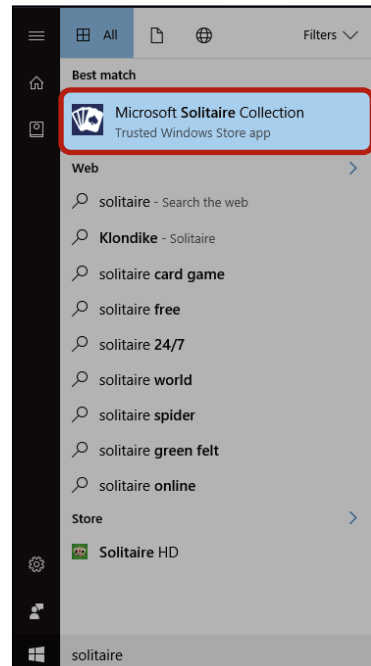 All
Filters
Best match
Microsoft Solitaire Collection
Trusted Windows Store app
Web
solitaire - Search the web
Klondike - Solitaire
solitaire card game
solitaire free
solitaire 24/7
solitaire world
solitaire spider
solitaire green felt
solitaire online
Store
Solitaire HD
solitaire